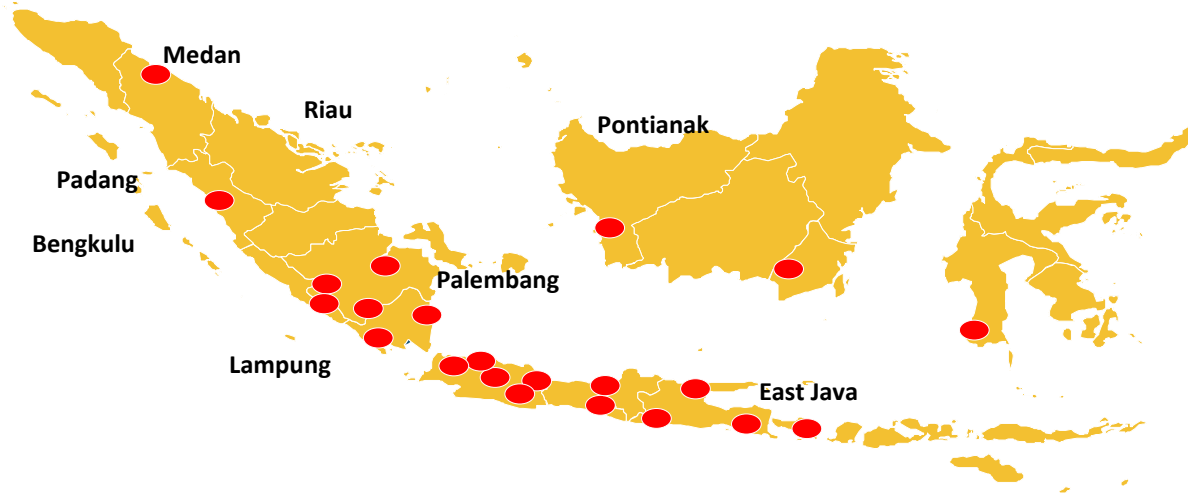 Medan
Riau
Pontianak
Padang
Bengkulu
Palembang
Lampung
East Java